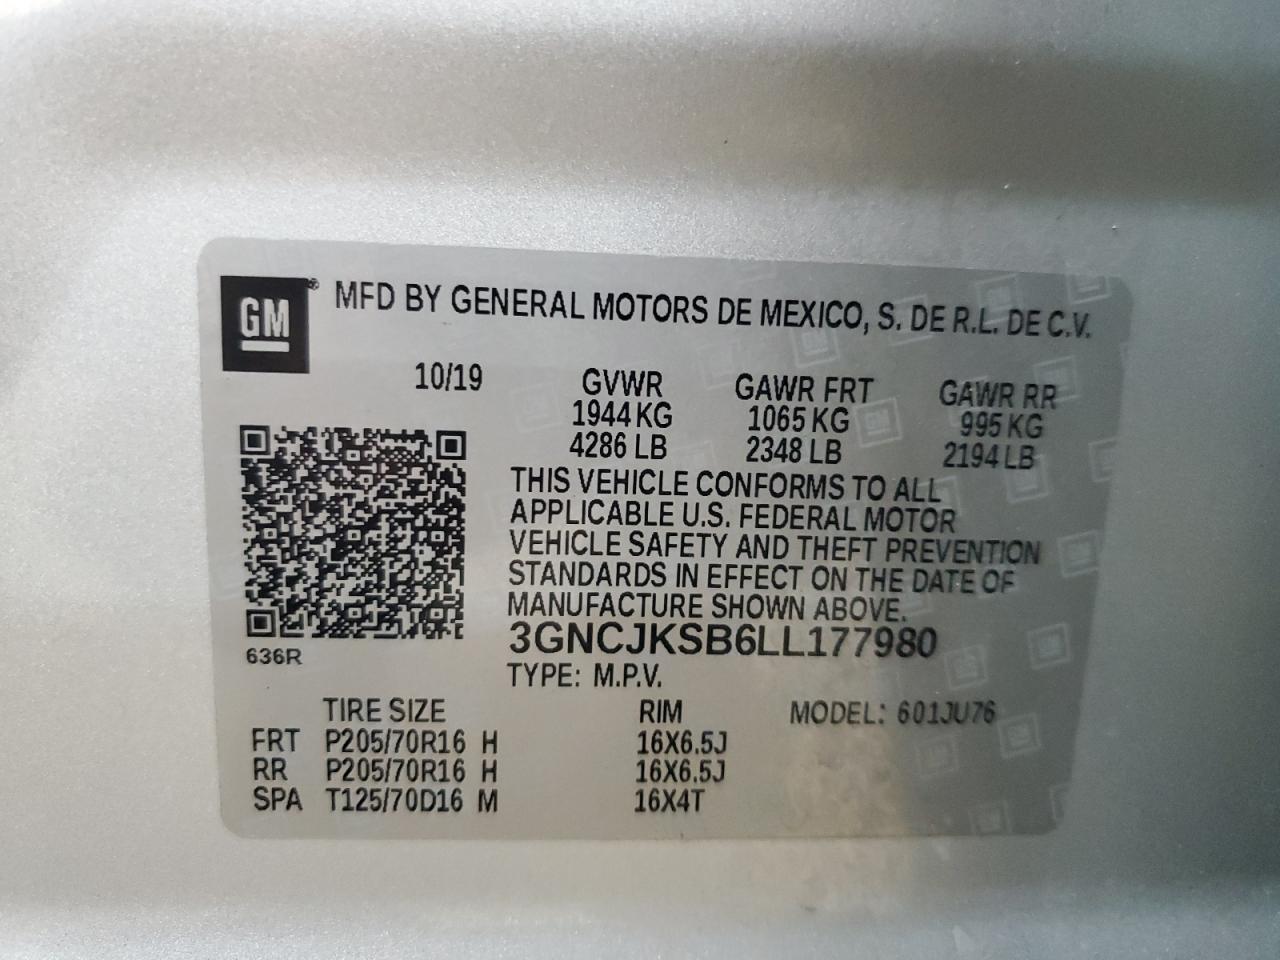 GM ® MFD BY GENERAL MOTORS DE MEXICO, S. DE R.L. DE C.V.
10/19 GVWR GAWR FRT GAWR RR
1944 KG 1065 KG 995 KG
4286 LB 2348 LB 2194 LB
THIS VEHICLE CONFORMS TO ALL
APPLICABLE U.S. FEDERAL MOTOR
VEHICLE SAFETY AND THEFT PREVENTION
STANDARDS IN EFFECT ON THE DATE OF
MANUFACTURE SHOWN ABOVE.
3GNCJKSB6LL177980
636R
TYPE: M.P.V.
TIRE SIZE RIM MODEL: 601JU76
FRT P205/70R16 H 16X6.5J
RR P205/70R16 H 16X6.5J
SPA T125/70D16 M 16X4T